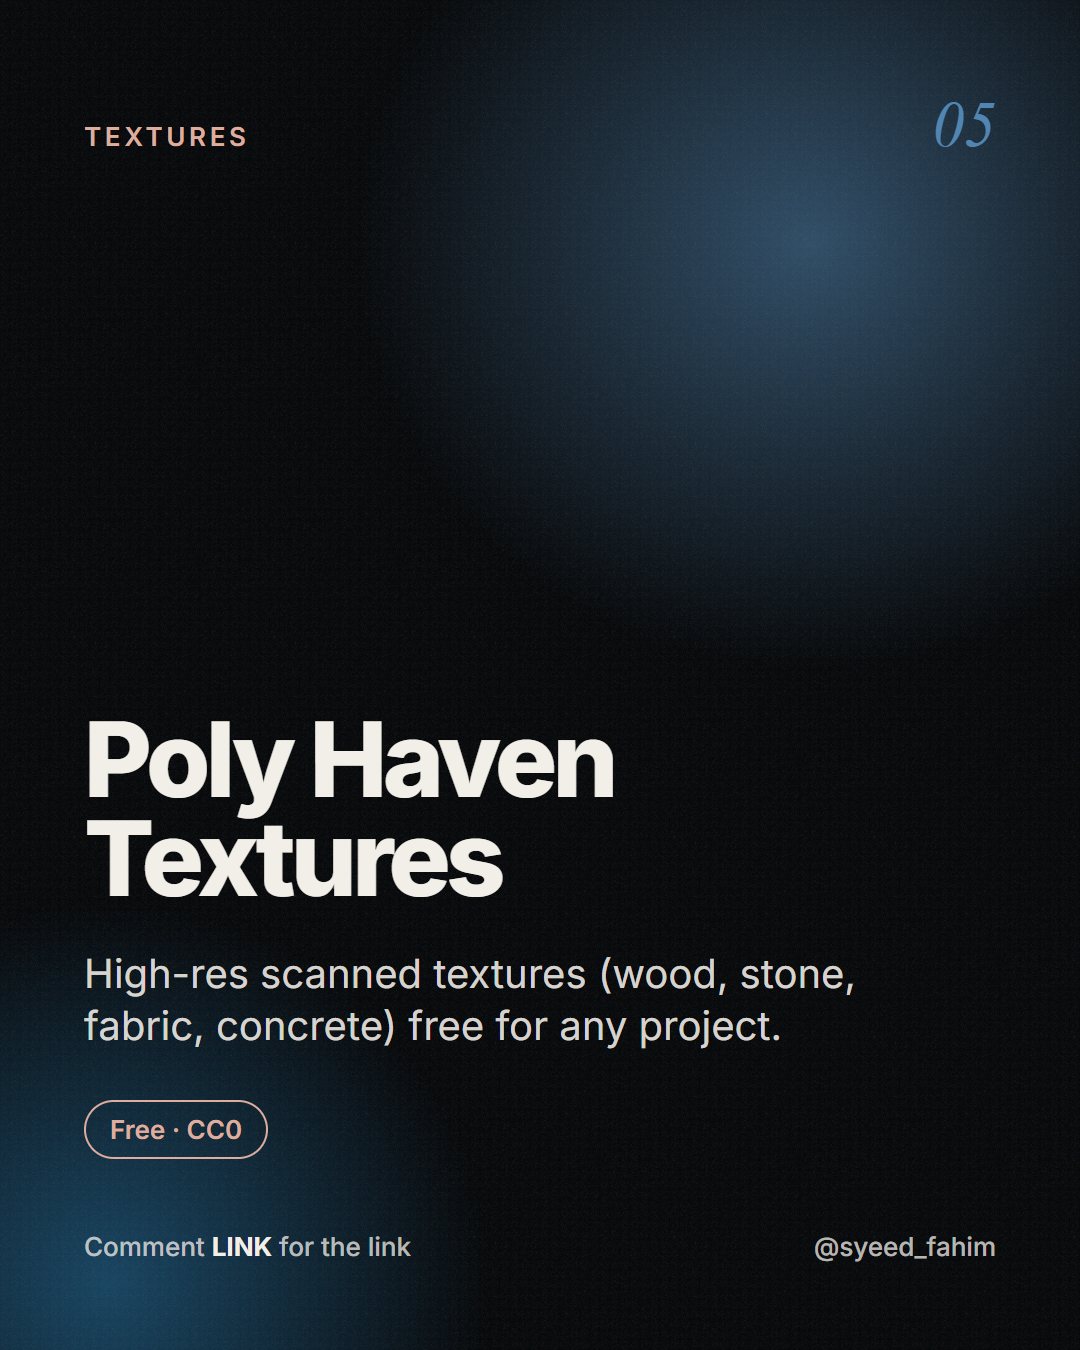 TEXTURES
05
Poly Haven
Textures
High-res scanned textures (wood, stone,
fabric, concrete) free for any project.
Free · CC0
Comment LINK for the link
@syeed_fahim